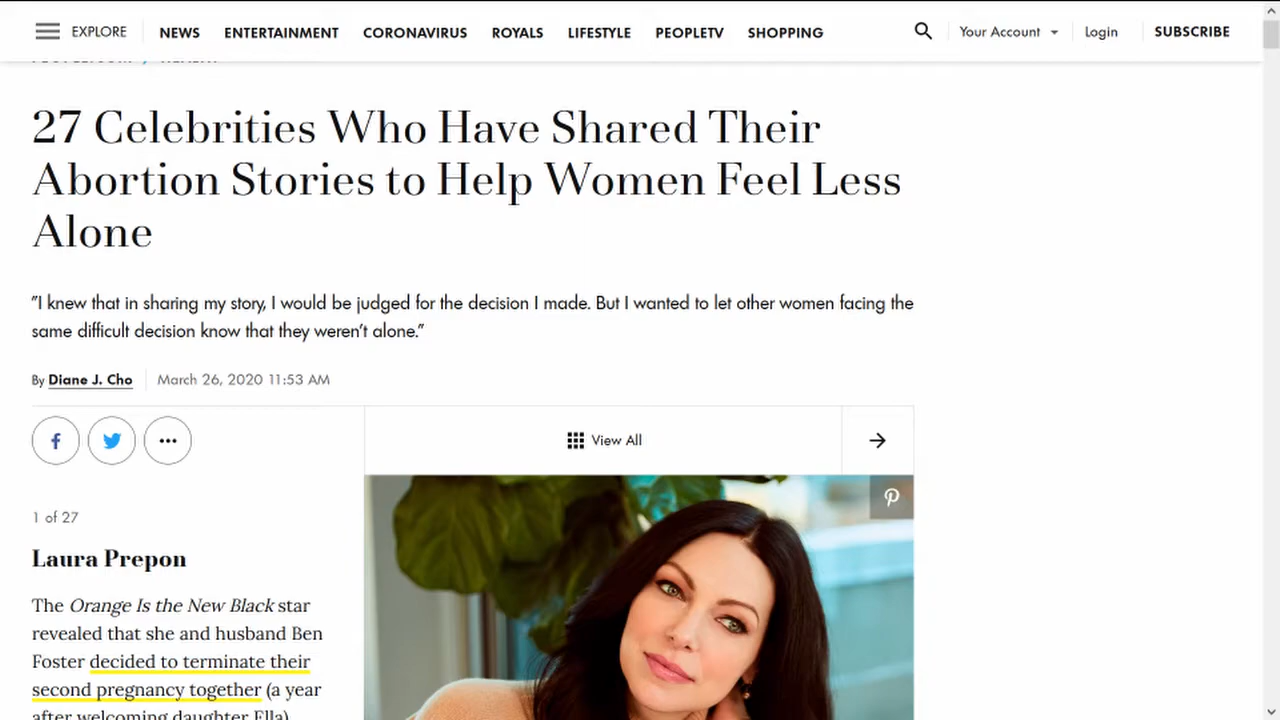 EXPLORE NEWS ENTERTAINMENT CORONAVIRUS ROYALS LIFESTYLE PEOPLETV SHOPPING Your Account Login SUBSCRIBE
27 Celebrities Who Have Shared Their
Abortion Stories to Help Women Feel Less
Alone
"I knew that in sharing my story, I would be judged for the decision I made. But I wanted to let other women facing the
same difficult decision know that they weren't alone."
By Diane J. Cho March 26, 2020 11:53 AM
View All
1 of 27
Laura Prepon
The Orange Is the New Black star
revealed that she and husband Ben
Foster decided to terminate their
second pregnancy together (a year
after welcoming daughter Ella)